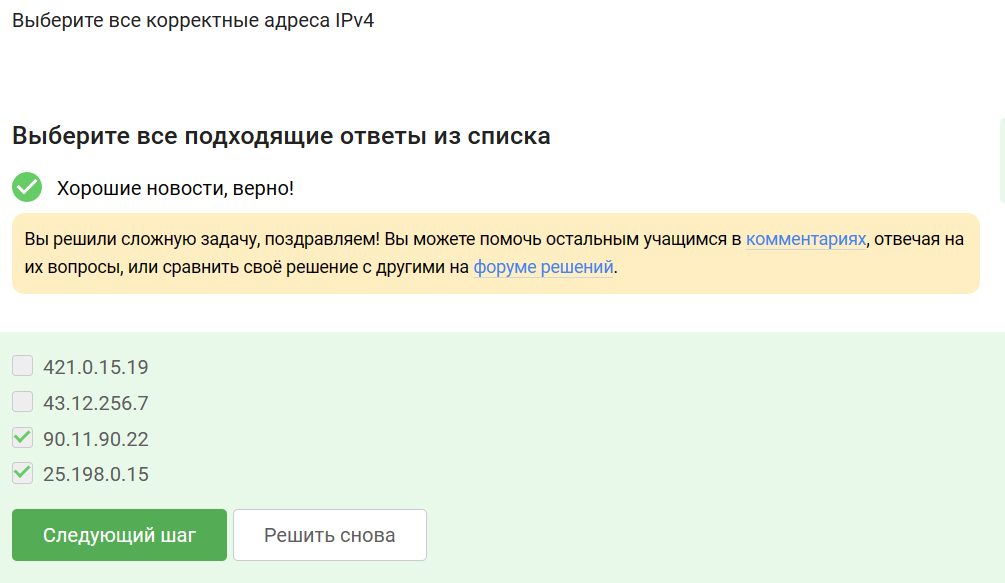 Выберите все корректные адреса IPv4
Выберите все подходящие ответы из списка
Хорошие новости, верно!
Вы решили сложную задачу, поздравляем! Вы можете помочь остальным учащимся в комментариях, отвечая на
их вопросы, или сравнить своё решение с другими на форуме решений.
421.0.15.19
43.12.256.7
90.11.90.22
25.198.0.15
Следующий шаг
Решить снова